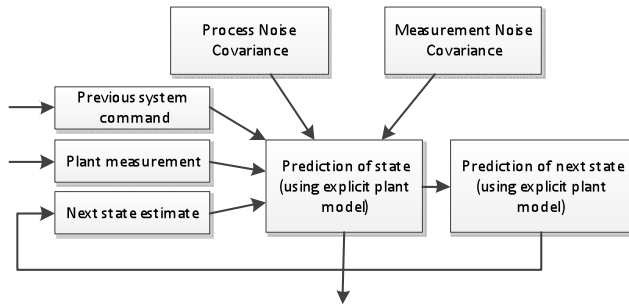 Process Noise
Covariance
Measurement Noise
Covariance
Previous system
command
Plant measurement
Next state estimate
Prediction of state
(using explicit plant
model)
Prediction of next state
(using explicit plant
model)